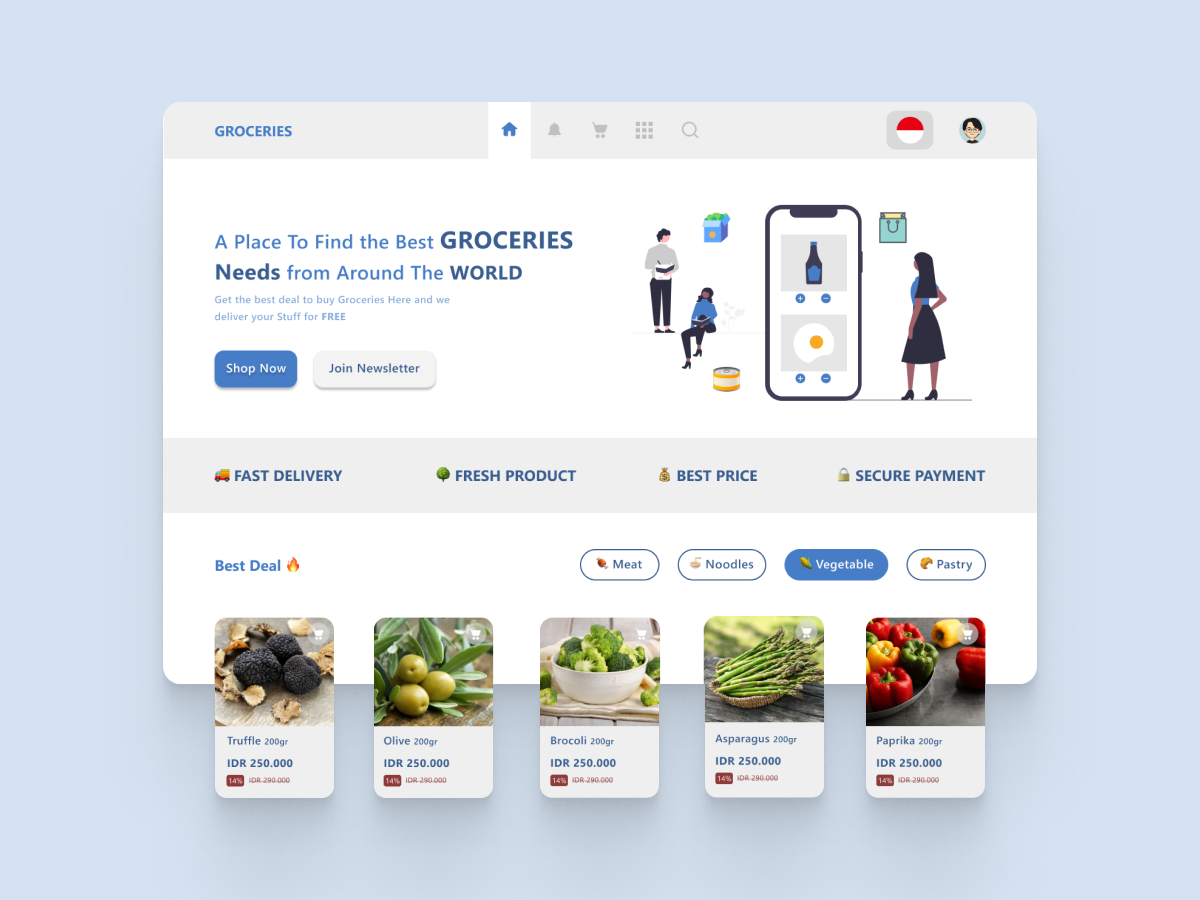 GROCERIES
A Place To Find the Best GROCERIES
Needs from Around The WORLD
Get the best deal to buy Groceries Here and we
deliver your Stuff for FREE
Shop Now
Join Newsletter
FAST DELIVERY
FRESH PRODUCT
BEST PRICE
SECURE PAYMENT
Best Deal
Meat
Noodles
Vegetable
Pastry
Truffle 200gr
IDR 250.000
14% IDR 290.000
Olive 200gr
IDR 250.000
14% IDR 290.000
Brocoli 200gr
IDR 250.000
14% IDR 290.000
Asparagus 200gr
IDR 250.000
14% IDR 290.000
Paprika 200gr
IDR 250.000
14% IDR 290.000